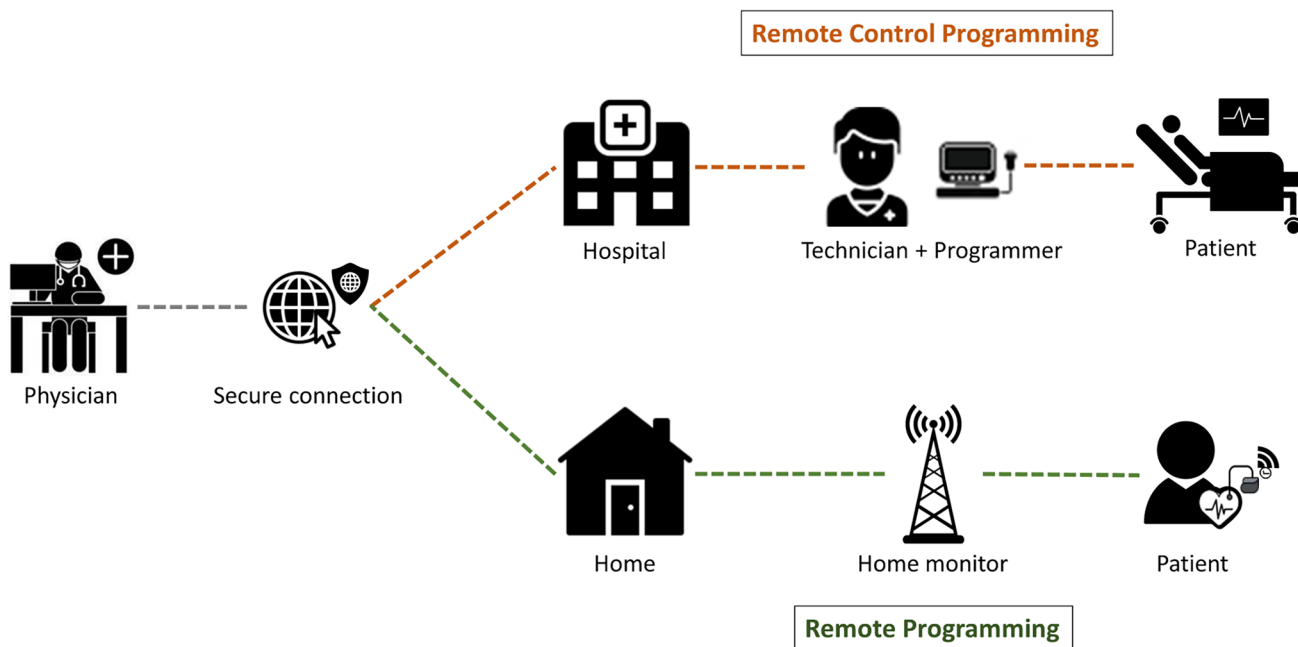 Remote Control Programming
Hospital
Technician + Programmer
Patient
Physician
Secure connection
Home
Home monitor
Patient
Remote Programming